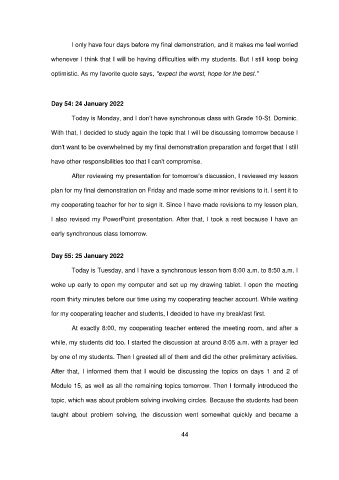 I only have four days before my final demonstration, and it makes me feel worried
whenever I think that I will be having difficulties with my students. But I still keep being
optimistic. As my favorite quote says, "expect the worst, hope for the best."
Day 54: 24 January 2022
Today is Monday, and I don't have synchronous class with Grade 10-St. Dominic.
With that, I decided to study again the topic that I will be discussing tomorrow because I
don't want to be overwhelmed by my final demonstration preparation and forget that I still
have other responsibilities too that I can't compromise.
After reviewing my presentation for tomorrow's discussion, I reviewed my lesson
plan for my final demonstration on Friday and made some minor revisions to it. I sent it to
my cooperating teacher for her to sign it. Since I have made revisions to my lesson plan,
I also revised my PowerPoint presentation. After that, I took a rest because I have an
early synchronous class tomorrow.
Day 55: 25 January 2022
Today is Tuesday, and I have a synchronous lesson from 8:00 a.m. to 8:50 a.m. I
woke up early to open my computer and set up my drawing tablet. I open the meeting
room thirty minutes before our time using my cooperating teacher account. While waiting
for my cooperating teacher and students, I decided to have my breakfast first.
At exactly 8:00, my cooperating teacher entered the meeting room, and after a
while, my students did too. I started the discussion at around 8:05 a.m. with a prayer led
by one of my students. Then I greeted all of them and did the other preliminary activities.
After that, I informed them that I would be discussing the topics on days 1 and 2 of
Module 15, as well as all the remaining topics tomorrow. Then I formally introduced the
topic, which was about problem solving involving circles. Because the students had been
taught about problem solving, the discussion went somewhat quickly and became a
44